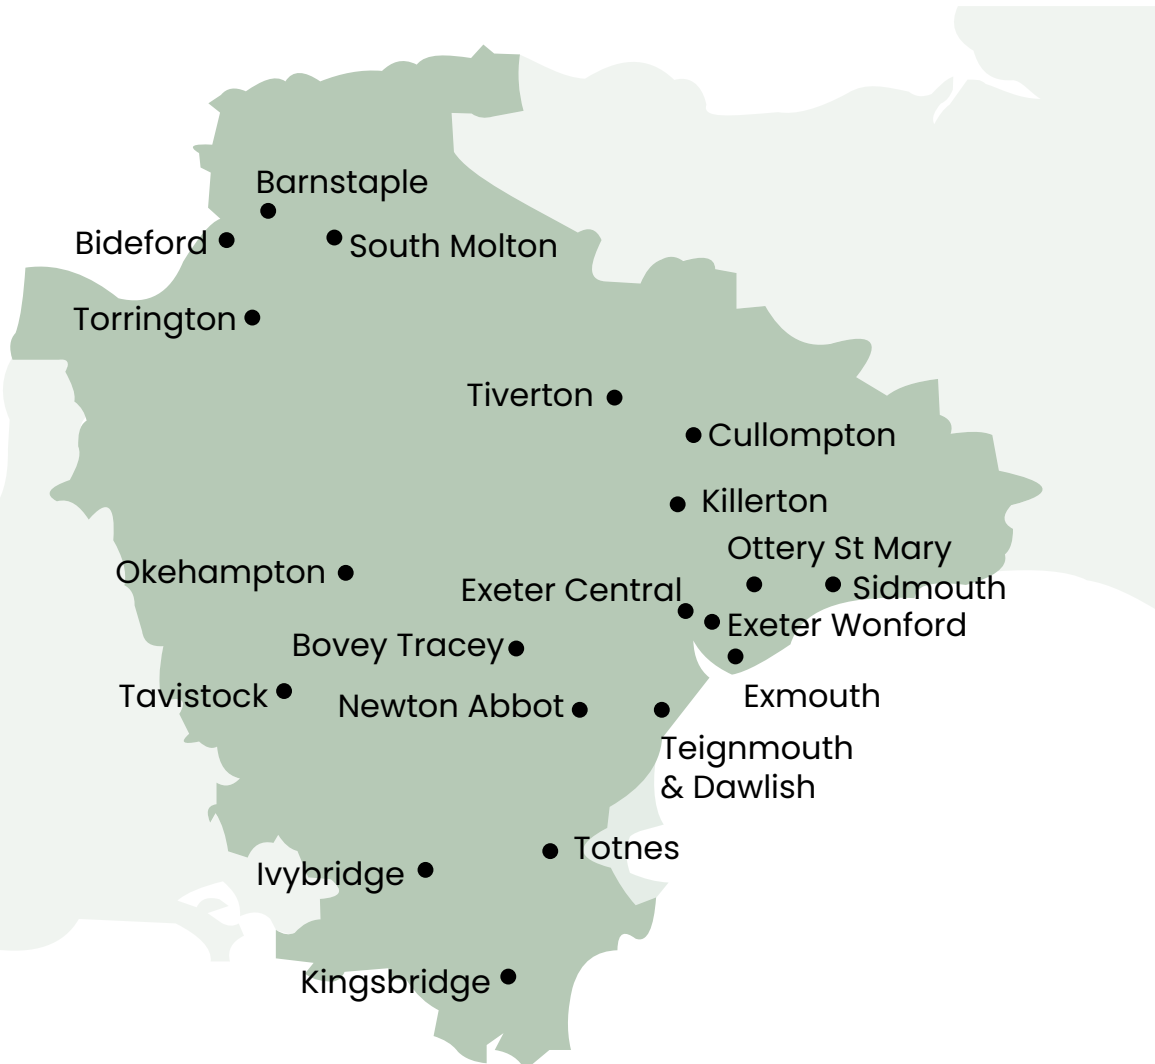 Barnstaple
Bideford
South Molton
Torrington
Tiverton
Cullompton
Killerton
Ottery St Mary
Okehampton
Exeter Central
Sidmouth
Exeter Wonford
Bovey Tracey
Tavistock
Newton Abbot
Exmouth
Teignmouth
& Dawlish
Totnes
Ivybridge
Kingsbridge